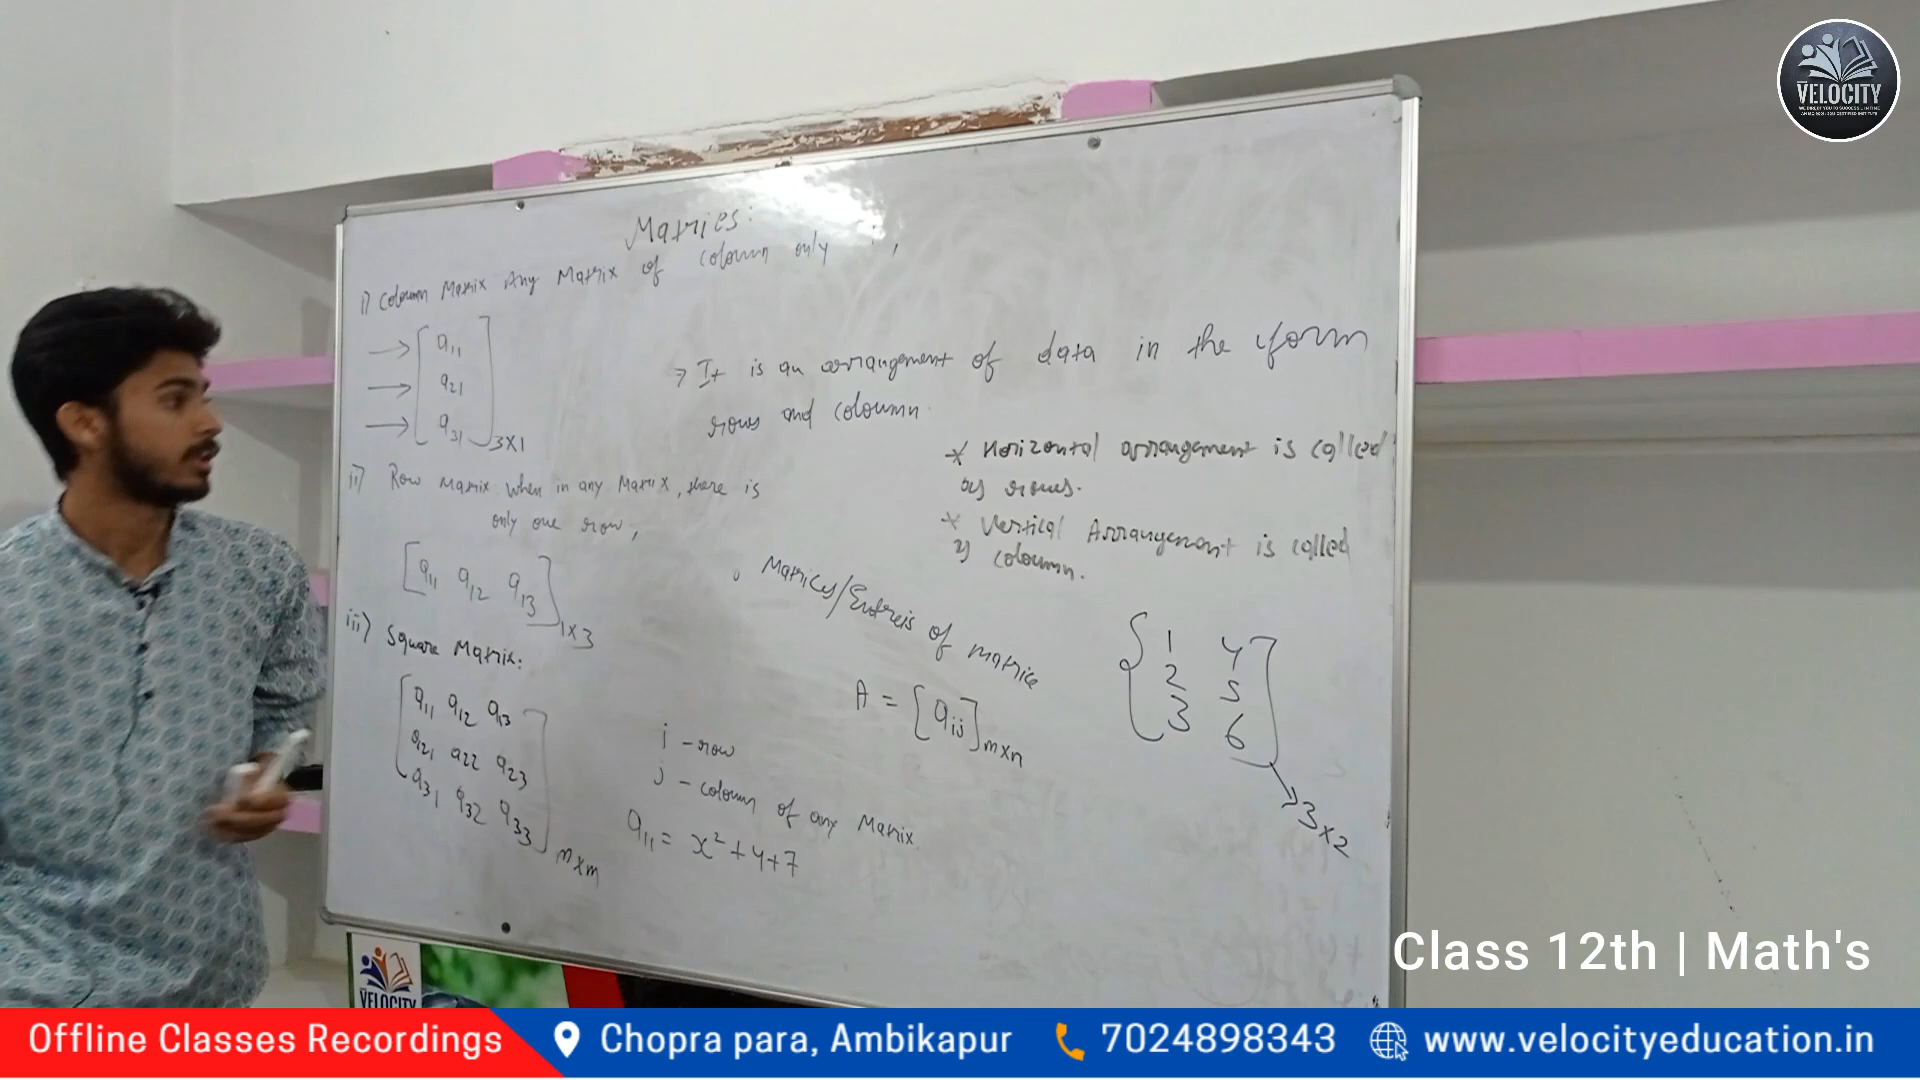 VELOCITY
Matries:
i) Coloumn Matrix Any Matrix of coloumn only
→ [ a11
→ a21
→ a31 ] 3x1
→ It is an arrangement of data in the form
rows and coloumn.
* Horizontal arrangement is called
as rows.
* Vertical Arrangement is called
coloumn.
ii) Row Matrix When in any Matrix, there is
only one row,
[ a11 a12 a13 ] 1x3
Matrices/Entreis of matrice
A = [aij] mxn
{ 1 4
2 5
3 6 ] → 3x2
iii) Square Matrix:
[ a11 a12 a13
a21 a22 a23
a31 a32 a33 ] mxm
i - row
j - coloumn of any Matrix
a11 = x² + 4 + 7
VELOCITY
Class 12th | Math's
Offline Classes Recordings
Chopra para, Ambikapur
7024898343
www.velocityeducation.in